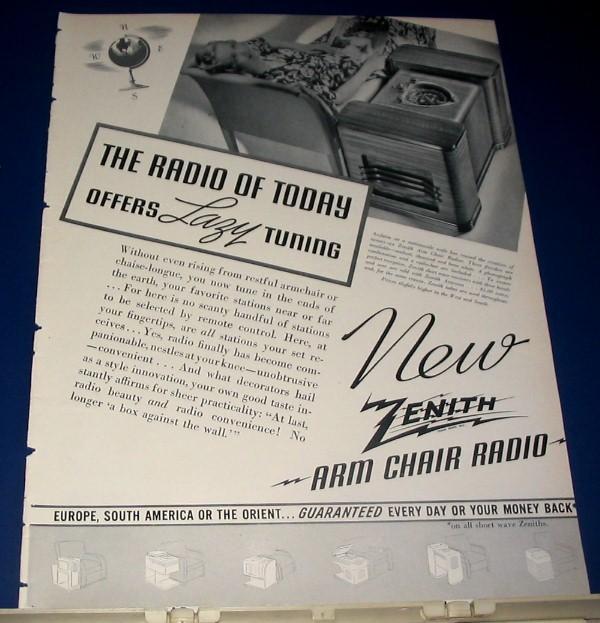 N
W E
S
THE RADIO OF TODAY
OFFERS Lazy TUNING
Without even rising from restful armchair or
chaise-longue, you now tune in the ends of
the earth, your favorite stations near or far
... For here is no scanty handful of stations
to be selected by remote control. Here, at
your fingertips, are all stations your set re-
ceives... Yes, radio finally has become com-
panionable, nestles at your knee—unobtrusive
—convenient... And what decorators hail
as a style innovation, your own good taste in-
stantly affirms for sheer practicality: "At last,
radio beauty and radio convenience! No
longer 'a box against the wall.'"
New
ZENITH
ARM CHAIR RADIO
EUROPE, SOUTH AMERICA OR THE ORIENT... GUARANTEED EVERY DAY OR YOUR MONEY BACK*
*on all short wave Zeniths.